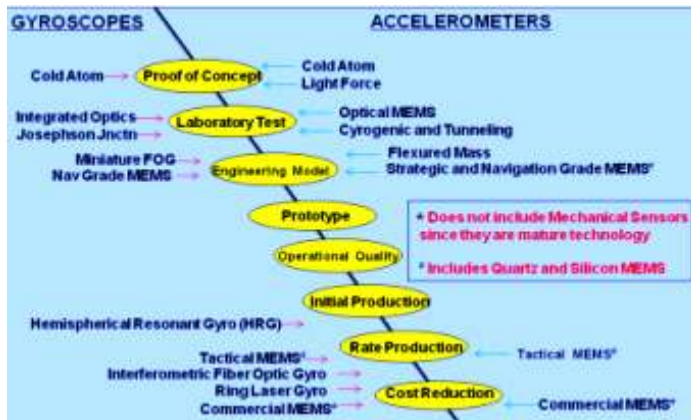 GYROSCOPES
ACCELEROMETERS
Cold Atom
Proof of Concept
Cold Atom
Light Force
Integrated Optics
Josephson Jnctn
Laboratory Test
Optical MEMS
Cyrogenic and Tunneling
Miniature FOG
Nav Grade MEMS
Engineering Model
Flexured Mass
Strategic and Navigation Grade MEMS#
Prototype
* Does not include Mechanical Sensors
since they are mature technology
# Includes Quartz and Silicon MEMS
Operational Quality
Initial Production
Hemispherical Resonant Gyro (HRG)
Rate Production
Tactical MEMS#
Tactical MEMS#
Interferometric Fiber Optic Gyro
Ring Laser Gyro
Commercial MEMS#
Cost Reduction
Commercial MEMS#